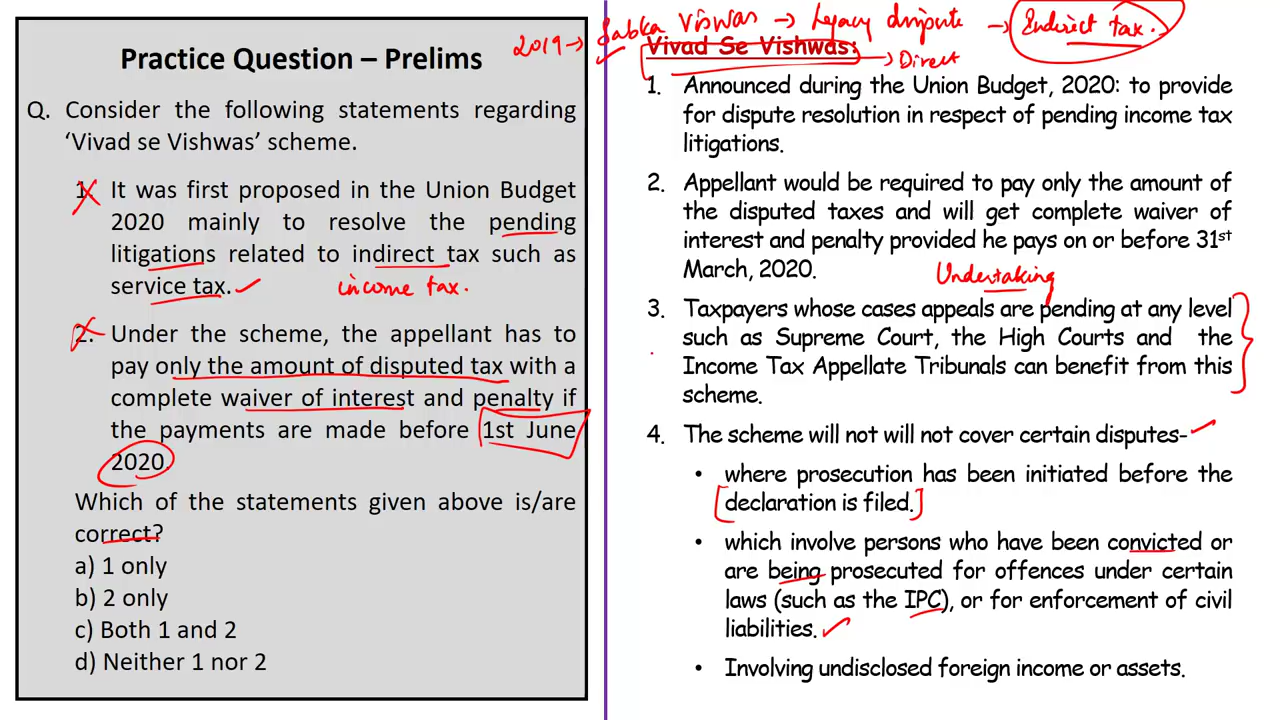 Practice Question – Prelims
Q. Consider the following statements regarding
‘Vivad se Vishwas’ scheme.
1. It was first proposed in the Union Budget
2020 mainly to resolve the pending
litigations related to indirect tax such as
service tax.
income tax.
2. Under the scheme, the appellant has to
pay only the amount of disputed tax with a
complete waiver of interest and penalty if
the payments are made before 1st June
2020.
Which of the statements given above is/are
correct?
a) 1 only
b) 2 only
c) Both 1 and 2
d) Neither 1 nor 2
2019 → Sabka Viswas → Legacy dispute → Indirect tax.
Vivad Se Vishwas: → Direct
1. Announced during the Union Budget, 2020: to provide
for dispute resolution in respect of pending income tax
litigations.
2. Appellant would be required to pay only the amount of
the disputed taxes and will get complete waiver of
interest and penalty provided he pays on or before 31st
March, 2020.
Undertaking
3. Taxpayers whose cases appeals are pending at any level
such as Supreme Court, the High Courts and the
Income Tax Appellate Tribunals can benefit from this
scheme.
4. The scheme will not will not cover certain disputes-
• where prosecution has been initiated before the
[declaration is filed.]
• which involve persons who have been convicted or
are being prosecuted for offences under certain
laws (such as the IPC), or for enforcement of civil
liabilities.
• Involving undisclosed foreign income or assets.